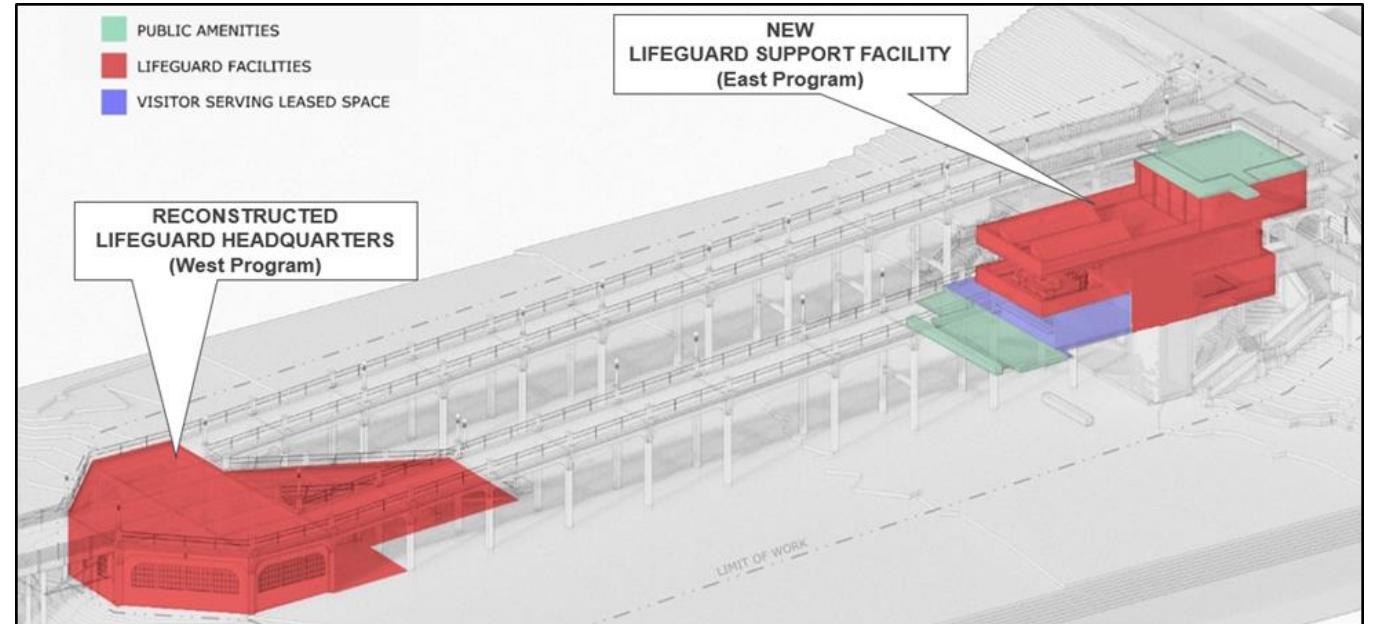 PUBLIC AMENITIES
LIFEGUARD FACILITIES
VISITOR SERVING LEASED SPACE
NEW
LIFEGUARD SUPPORT FACILITY
(East Program)
RECONSTRUCTED
LIFEGUARD HEADQUARTERS
(West Program)
LIMIT OF WORK